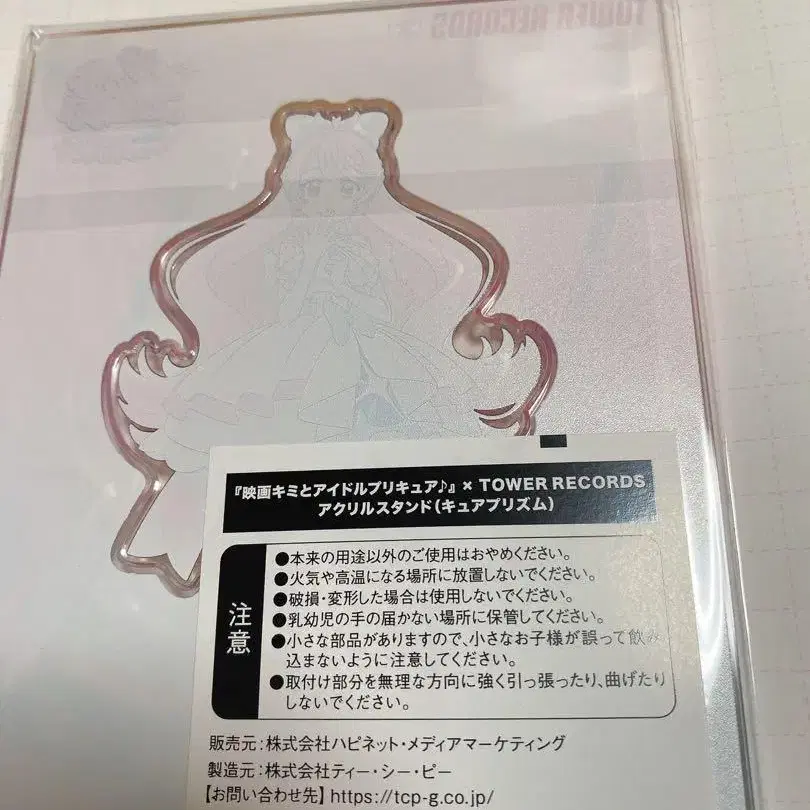 TOWER RECORDS
『映画キミとアイドルプリキュア♪』 × TOWER RECORDS
アクリルスタンド(キュアプリズム)
注意
●本来の用途以外のご使用はおやめください。
●火気や高温になる場所に放置しないでください。
●破損・変形した場合は使用しないでください。
●乳幼児の手の届かない場所に保管してください。
●小さな部品がありますので、小さなお子様が誤って飲み
込まないように注意してください。
●取付け部分を無理な方向に強く引っ張ったり、曲げたり
しないでください。
販売元:株式会社ハピネット・メディアマーケティング
製造元:株式会社ティー・シー・ピー
【お問い合わせ先】https://tcp-g.co.jp/